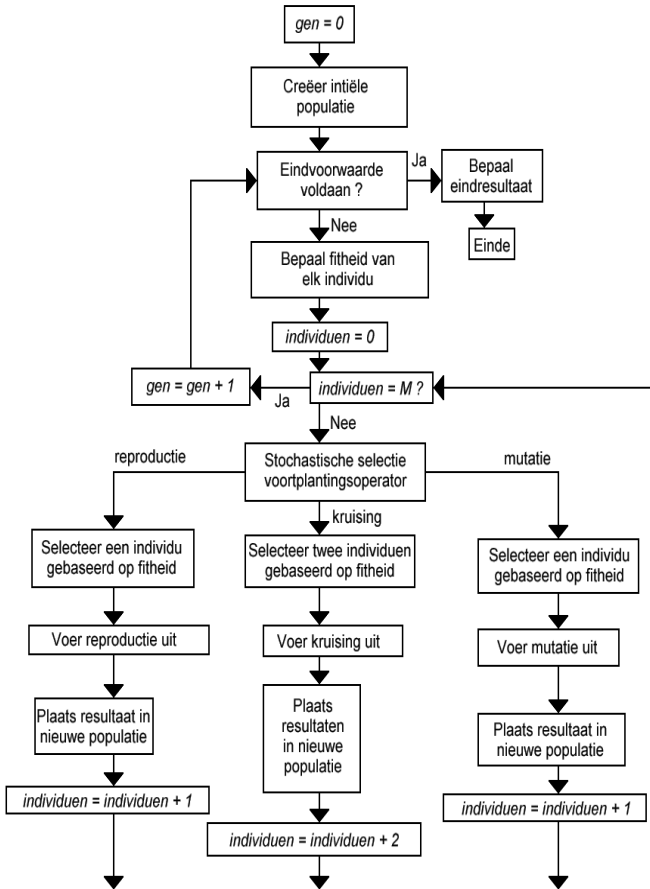 gen = 0
Creëer intiële
populatie
Eindvoorwaarde
voldaan ?
Ja
Bepaal
eindresultaat
Einde
Nee
Bepaal fitheid van
elk individu
individuen = 0
individuen = M ?
Ja
gen = gen + 1
Nee
Stochastische selectie
voortplantingsoperator
reproductie
kruising
mutatie
Selecteer een individu
gebaseerd op fitheid
Voer reproductie uit
Plaats resultaat in
nieuwe populatie
individuen = individuen + 1
Selecteer twee individuen
gebaseerd op fitheid
Voer kruising uit
Plaats
resultaten
in nieuwe
populatie
individuen = individuen + 2
Selecteer een individu
gebaseerd op fitheid
Voer mutatie uit
Plaats resultaat in
nieuwe populatie
individuen = individuen + 1